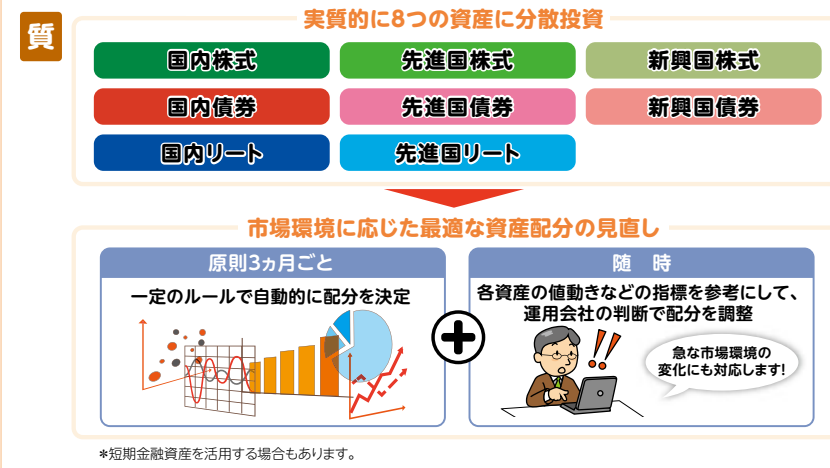 質
実質的に8つの資産に分散投資
国内株式
先進国株式
新興国株式
国内債券
先進国債券
新興国債券
国内リート
先進国リート
市場環境に応じた最適な資産配分の見直し
原則3ヵ月ごと
一定のルールで自動的に配分を決定
随 時
各資産の値動きなどの指標を参考にして、
運用会社の判断で配分を調整
急な市場環境の
変化にも対応します!
*短期金融資産を活用する場合もあります。